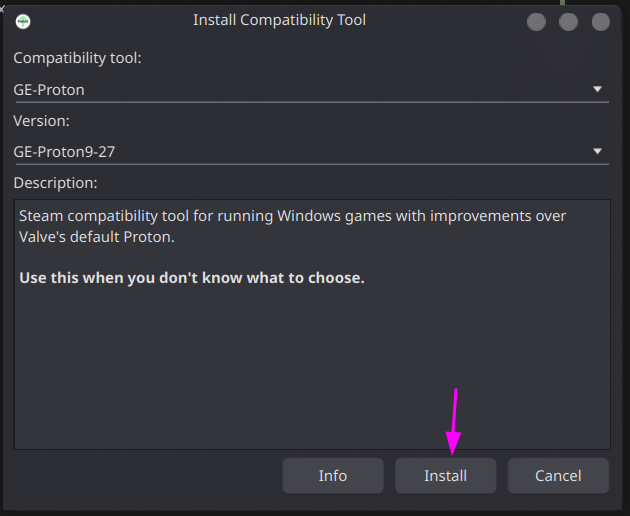 Install Compatibility Tool
Compatibility tool:
GE-Proton
Version:
GE-Proton9-27
Description:
Steam compatibility tool for running Windows games with improvements over
Valve's default Proton.
Use this when you don't know what to choose.
Info
Install
Cancel